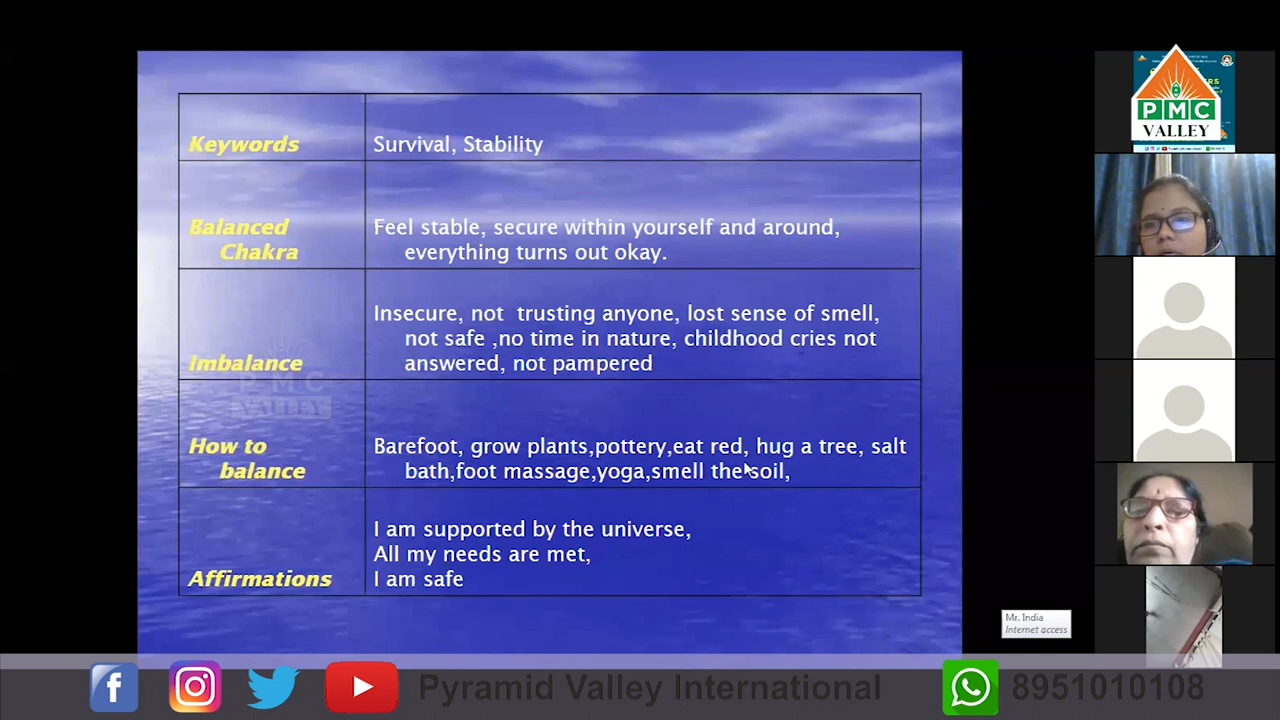 Keywords
Survival, Stability
Balanced
Chakra
Feel stable, secure within yourself and around,
everything turns out okay.
Imbalance
Insecure, not trusting anyone, lost sense of smell,
not safe ,no time in nature, childhood cries not
answered, not pampered
How to
balance
Barefoot, grow plants,pottery,eat red, hug a tree, salt
bath,foot massage,yoga,smell the soil,
Affirmations
I am supported by the universe,
All my needs are met,
I am safe
PMC
VALLEY
PMC
VALLEY
Mr. India
Internet access
Pyramid Valley International
8951010108